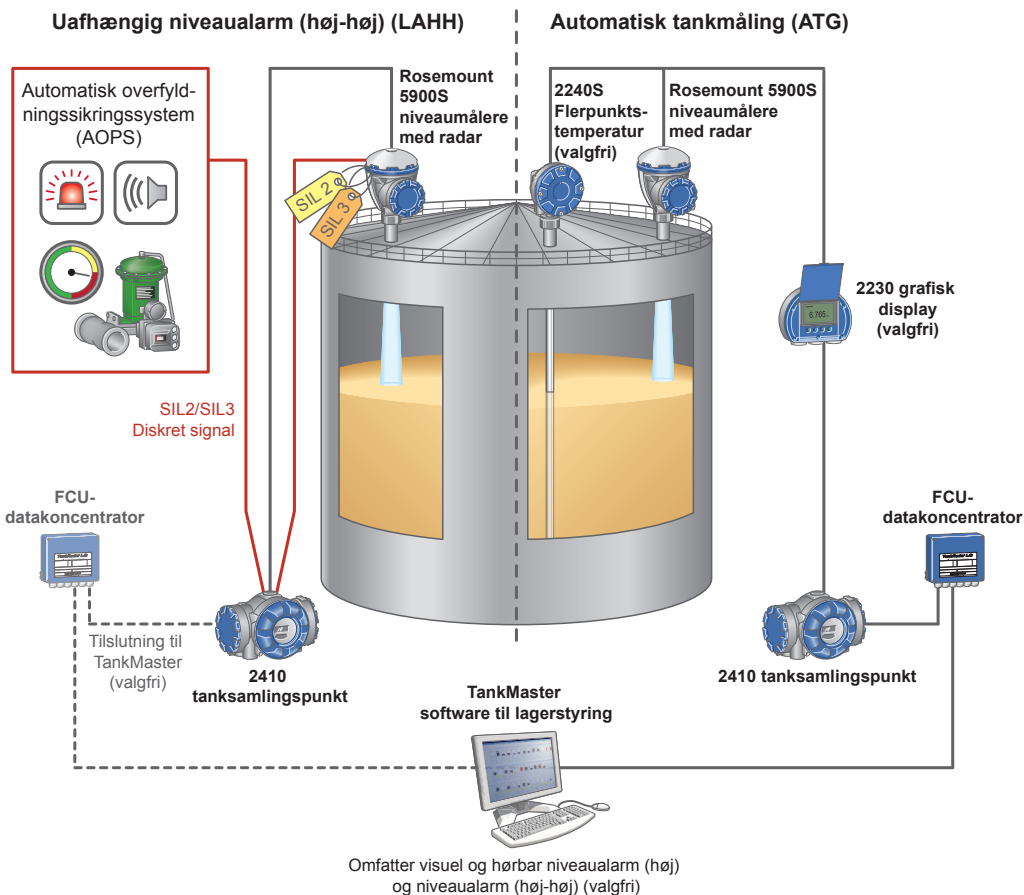 Uafhængig niveaualarm (høj-høj) (LAHH)
Automatisk tankmåling (ATG)
Automatisk overfyld-
ningssikringssystem
(AOPS)
Rosemount
5900S
niveaumålere
med radar
2240S
Flerpunkts-
temperatur
(valgfri)
Rosemount 5900S
niveaumålere
med radar
SIL 2
SIL 3
2230 grafisk
display
(valgfri)
6,765
SIL2/SIL3
Diskret signal
FCU-
datakoncentrator
FCU-
datakoncentrator
Tilslutning til
TankMaster
(valgfri)
2410
tanksamlingspunkt
2410 tanksamlingspunkt
TankMaster
software til lagerstyring
Omfatter visuel og hørbar niveaualarm (høj)
og niveaualarm (høj-høj) (valgfri)